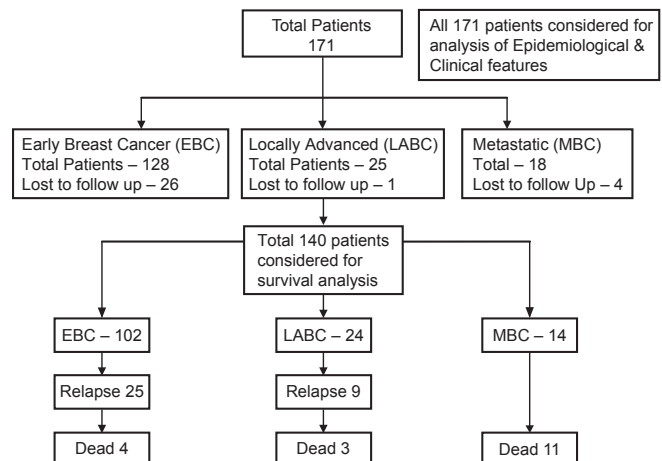 Total Patients
171
All 171 patients considered for
analysis of Epidemiological &
Clinical features
Early Breast Cancer (EBC)
Total Patients – 128
Lost to follow up – 26
Locally Advanced (LABC)
Total Patients – 25
Lost to follow up – 1
Metastatic (MBC)
Total – 18
Lost to follow Up – 4
Total 140 patients
considered for
survival analysis
EBC – 102
LABC – 24
MBC – 14
Relapse 25
Relapse 9
Dead 4
Dead 3
Dead 11